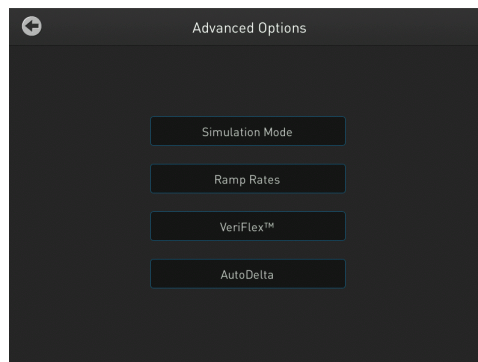 Advanced Options
Simulation Mode
Ramp Rates
VeriFlex™
AutoDelta